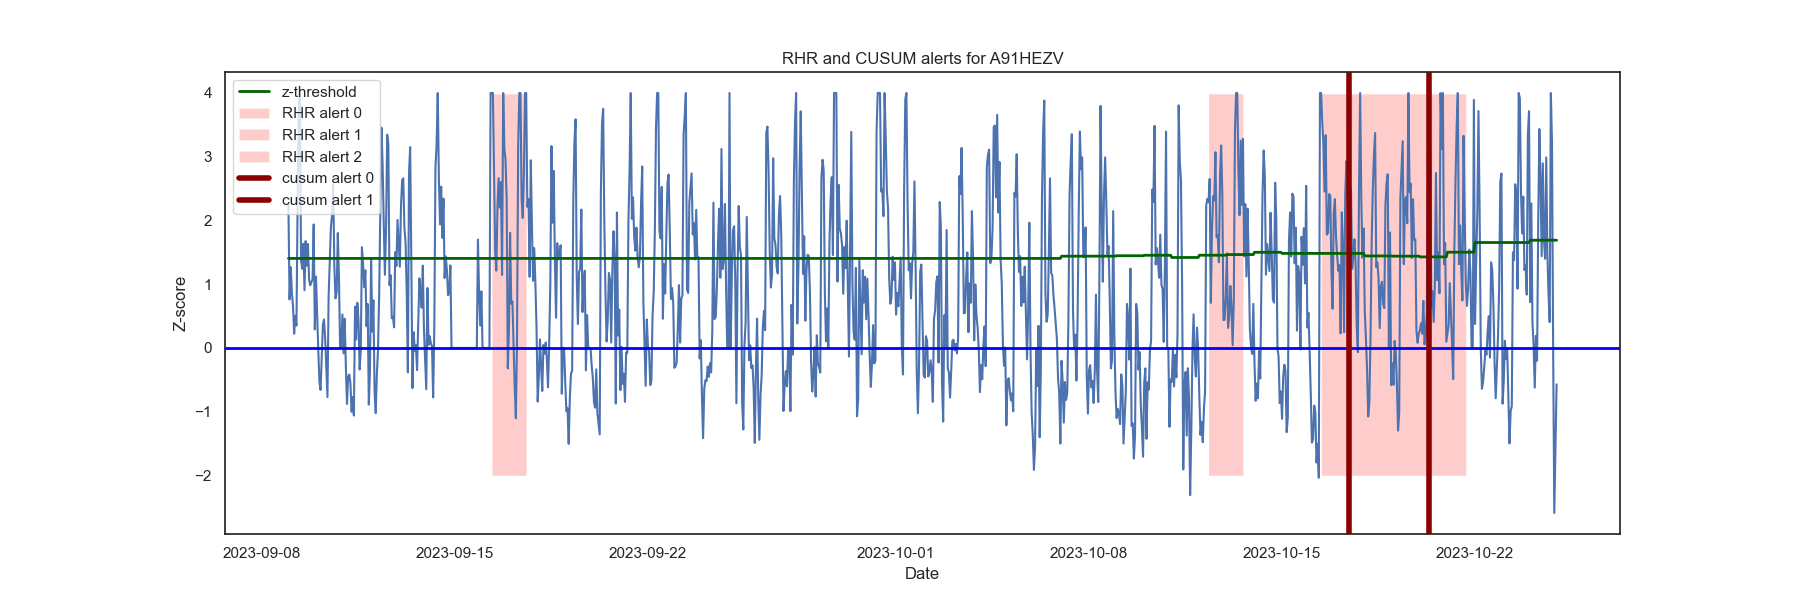 RHR and CUSUM alerts for A91HEZV
z-threshold
RHR alert 0
RHR alert 1
RHR alert 2
cusum alert 0
cusum alert 1
Z-score
4
3
2
1
0
−1
−2
2023-09-08
2023-09-15
2023-09-22
2023-10-01
2023-10-08
2023-10-15
2023-10-22
Date